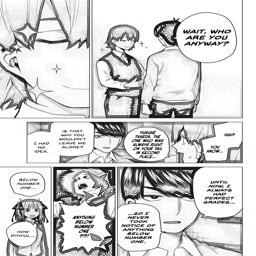 WAIT, WHO
ARE YOU
ANYWAY?
HUH?
YOU
KNOW...
YUSUKE
TAKEDA, THE
ONE WHO WAS
ALWAYS RIGHT
ON YOUR TAIL
IN SECOND
PLACE...
IS THAT
WHY YOU
WOULDN'T
LEAVE ME
ALONE?
I HAD
NO
IDEA.
UNTIL
NOW, I
ALWAYS
HAD
PERFECT
GRADES...
...SO I
NEVER
TOOK
NOTICE OF
ANYTHING
BELOW
NUMBER
ONE.
ANYTHING
BELOW
NUMBER
ONE
?!?!
BELOW
NUMBER
ONE...
HOW
PITIFUL...